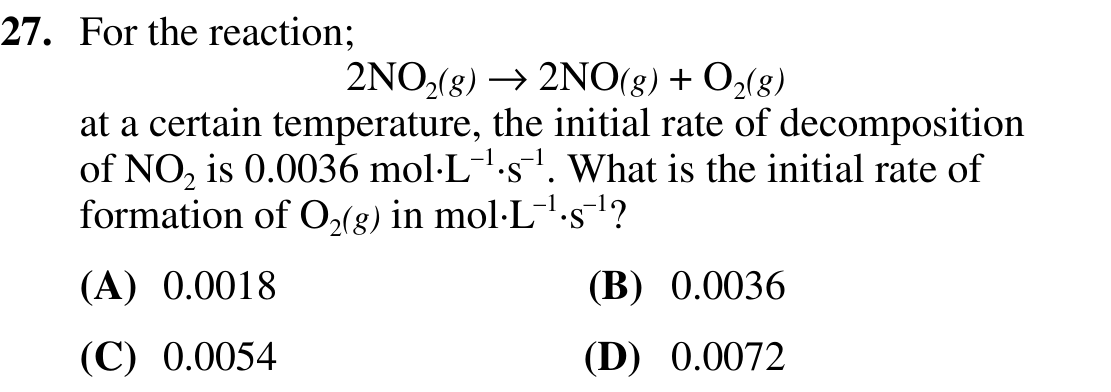 27. For the reaction;
2NO₂(g) → 2NO(g) + O₂(g)
at a certain temperature, the initial rate of decomposition
of NO₂ is 0.0036 mol·L⁻¹·s⁻¹. What is the initial rate of
formation of O₂(g) in mol·L⁻¹·s⁻¹?
(A) 0.0018 (B) 0.0036
(C) 0.0054 (D) 0.0072